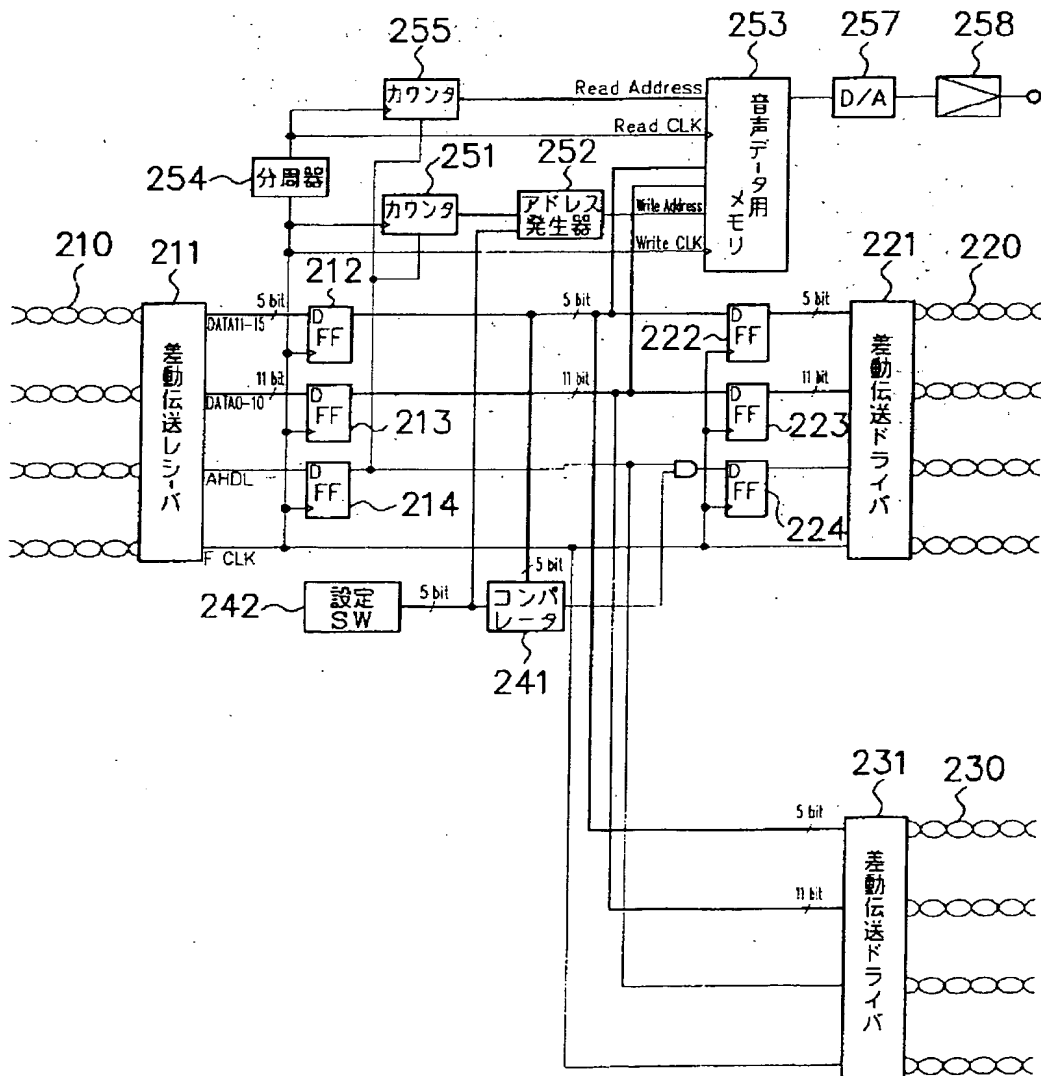 255
253
257
258
カウンタ
Read Address
音声データ用メモリ
D/A
Read CLK
254
分周器
251
252
カウンタ
アドレス
発生器
Write Address
Write CLK
210
211
212
221
220
差動伝送レシーバ
5 bit
DATA11-15
D
FF
5 bit
222
D
FF
5 bit
差動伝送ドライバ
11 bit
DATA0-10
D
FF
213
11 bit
D
FF
223
11 bit
AHDL
D
FF
214
D
FF
224
F CLK
242
設定
SW
5 bit
5 bit
コンパ
レータ
241
231
230
5 bit
差動伝送ドライバ
11 bit